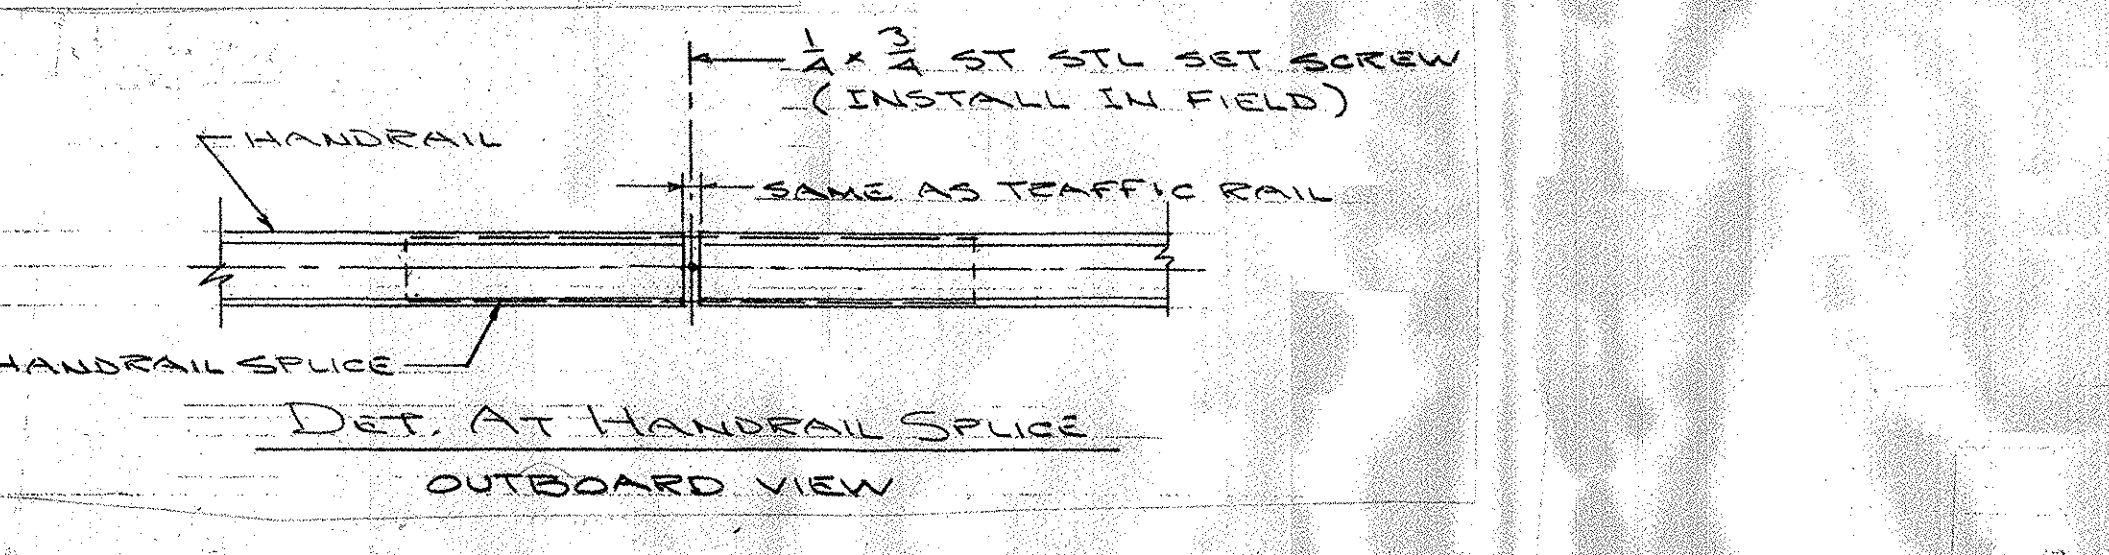 1/4 x 3/4 ST STL SET SCREW
(INSTALL IN FIELD)
HANDRAIL
SAME AS TRAFFIC RAIL
HANDRAIL SPLICE
DET. AT HANDRAIL SPLICE
OUTBOARD VIEW